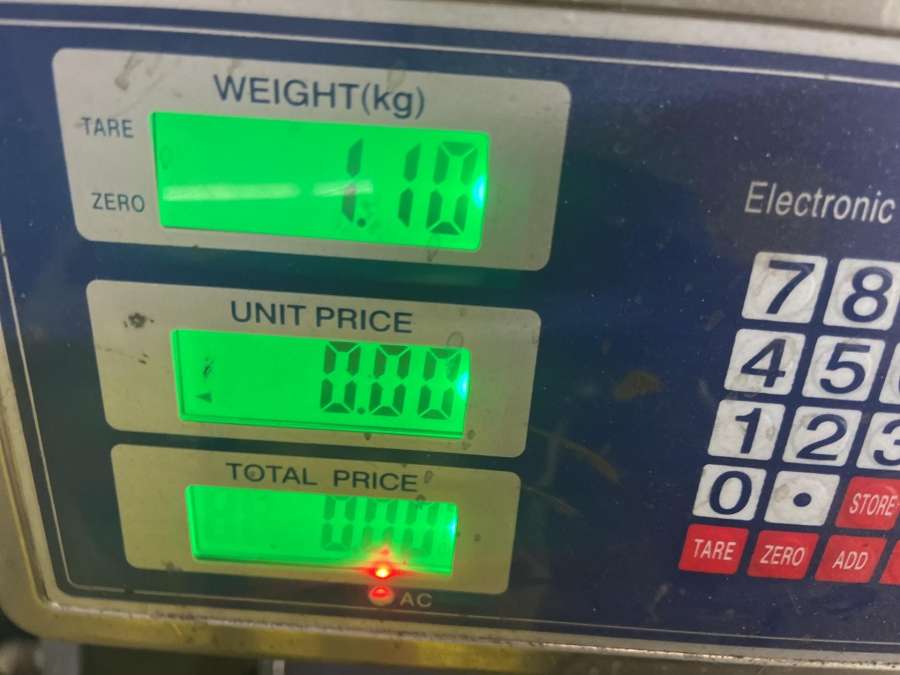 WEIGHT(kg)
TARE
1.10
ZERO
Electronic
UNIT PRICE
0.00
TOTAL PRICE
0.00
AC
7 8
4 5
1 2 3
0 • STORE
TARE ZERO ADD